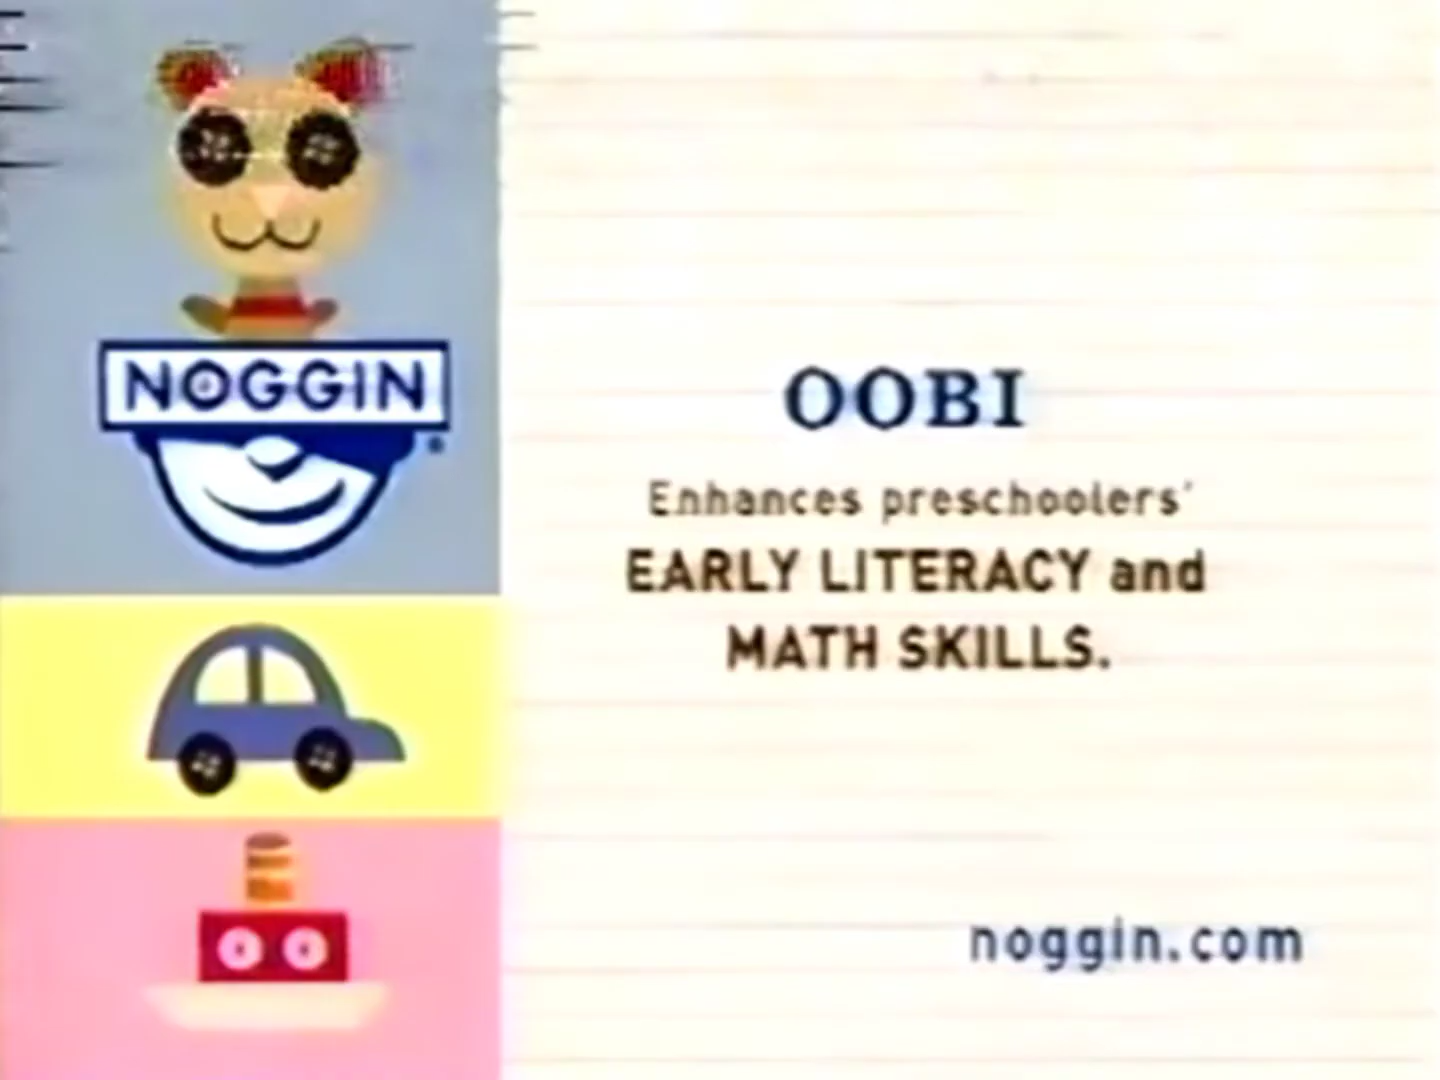 NOGGIN
®
OOBI
Enhances preschoolers'
EARLY LITERACY and
MATH SKILLS.
noggin.com